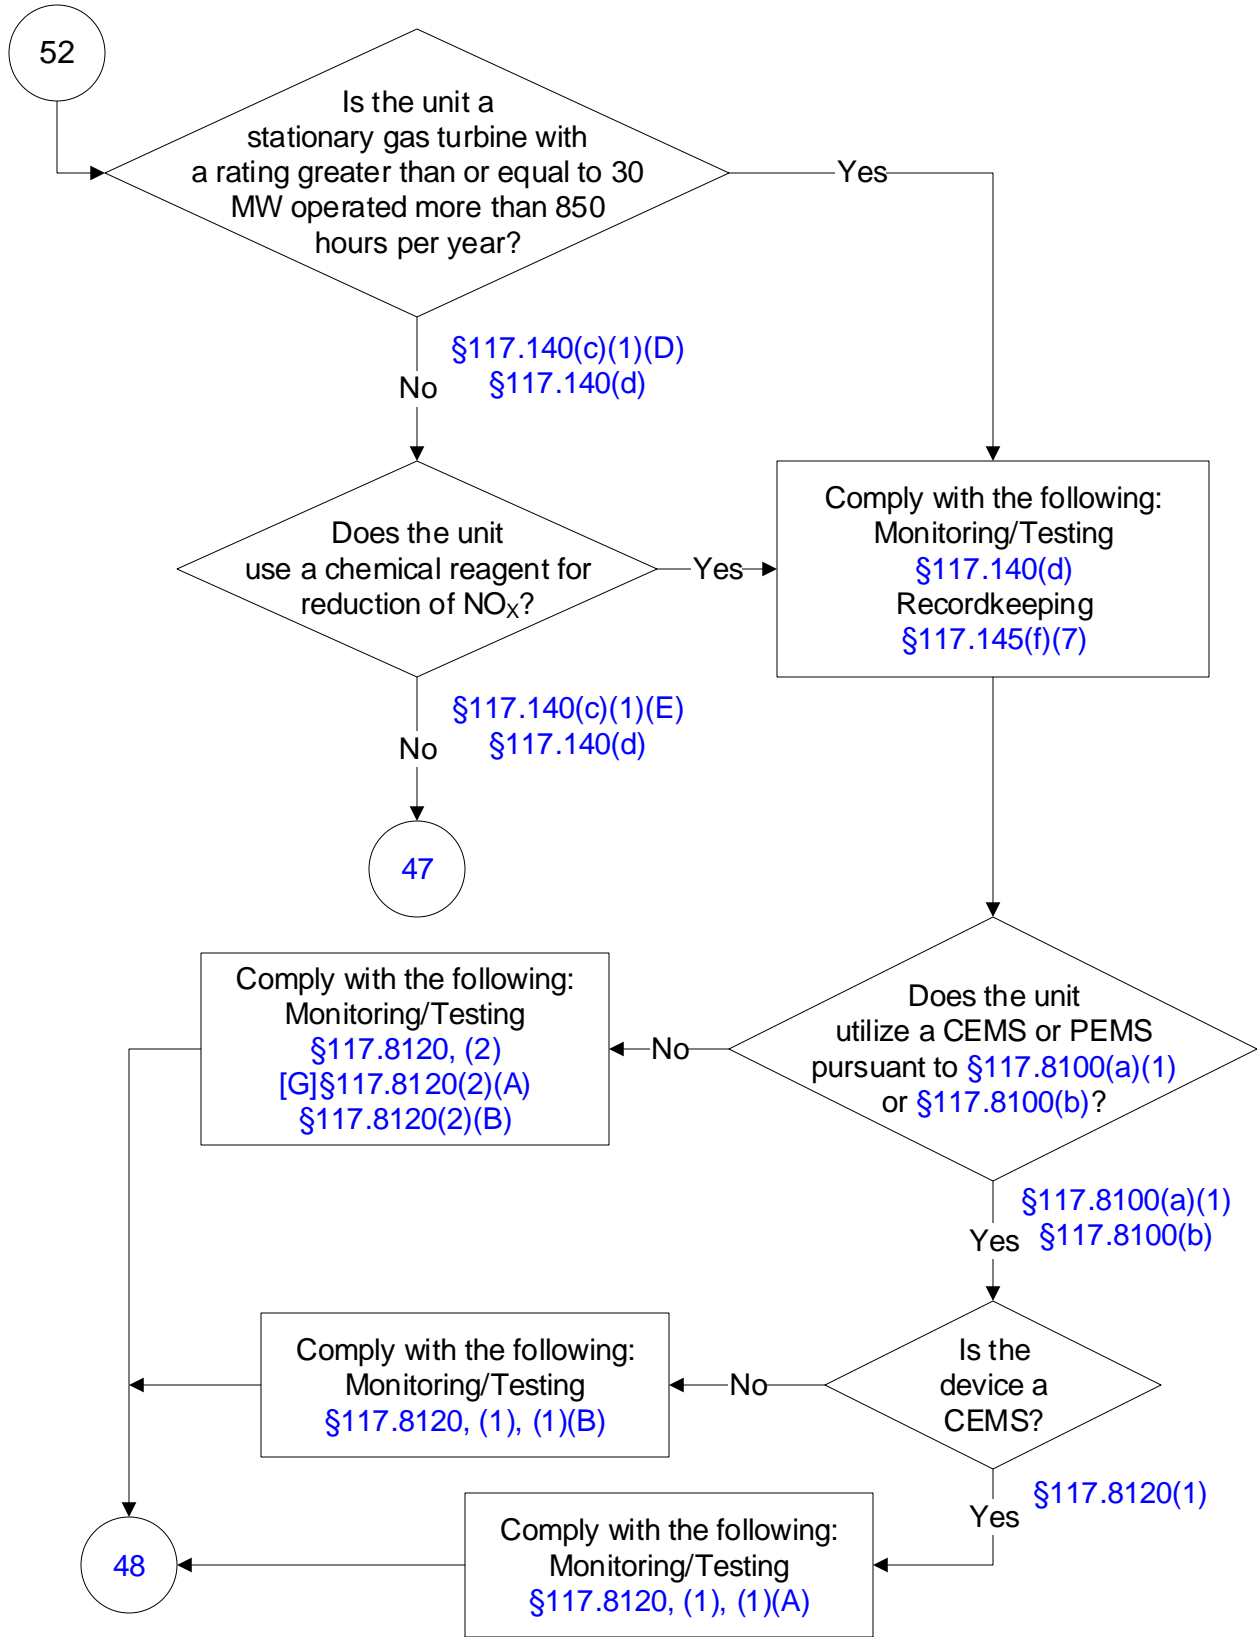 52
Is the unit a
stationary gas turbine with
a rating greater than or equal to 30
MW operated more than 850
hours per year?
Yes
§117.140(c)(1)(D)
§117.140(d)
No
Does the unit
use a chemical reagent for
reduction of NOX?
Yes
Comply with the following:
Monitoring/Testing
§117.140(d)
Recordkeeping
§117.145(f)(7)
§117.140(c)(1)(E)
§117.140(d)
No
47
Does the unit
utilize a CEMS or PEMS
pursuant to §117.8100(a)(1)
or §117.8100(b)?
No
Comply with the following:
Monitoring/Testing
§117.8120, (2)
[G]§117.8120(2)(A)
§117.8120(2)(B)
§117.8100(a)(1)
§117.8100(b)
Yes
Is the
device a
CEMS?
No
Comply with the following:
Monitoring/Testing
§117.8120, (1), (1)(B)
§117.8120(1)
Yes
Comply with the following:
Monitoring/Testing
§117.8120, (1), (1)(A)
48